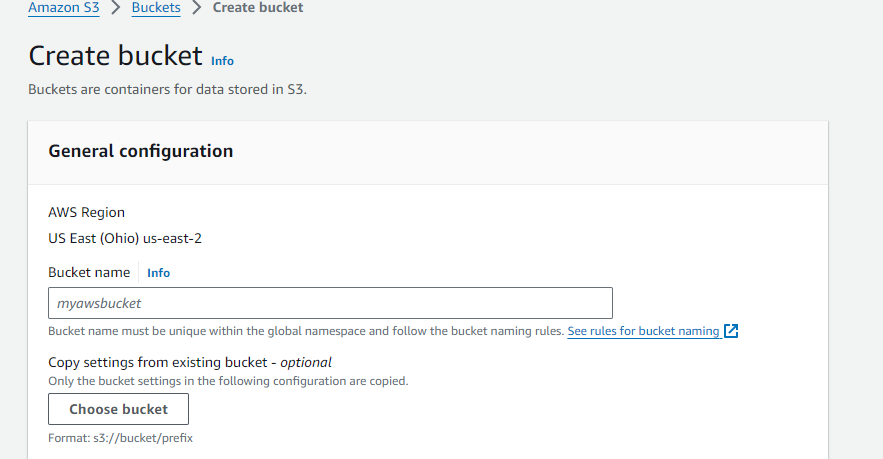 Amazon S3 > Buckets > Create bucket
Create bucket Info
Buckets are containers for data stored in S3.
General configuration
AWS Region
US East (Ohio) us-east-2
Bucket name Info
myawsbucket
Bucket name must be unique within the global namespace and follow the bucket naming rules. See rules for bucket naming
Copy settings from existing bucket - optional
Only the bucket settings in the following configuration are copied.
Choose bucket
Format: s3://bucket/prefix